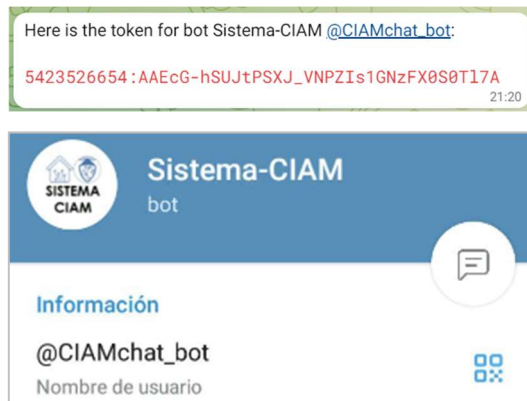 Here is the token for bot Sistema-CIAM @CIAMchat_bot:
5423526654:AAEcG-hSUJtPSXJ_VNPZIs1GNzFX0S0Tl7A
21:20
SISTEMA
CIAM
Sistema-CIAM
bot
Información
@CIAMchat_bot
Nombre de usuario